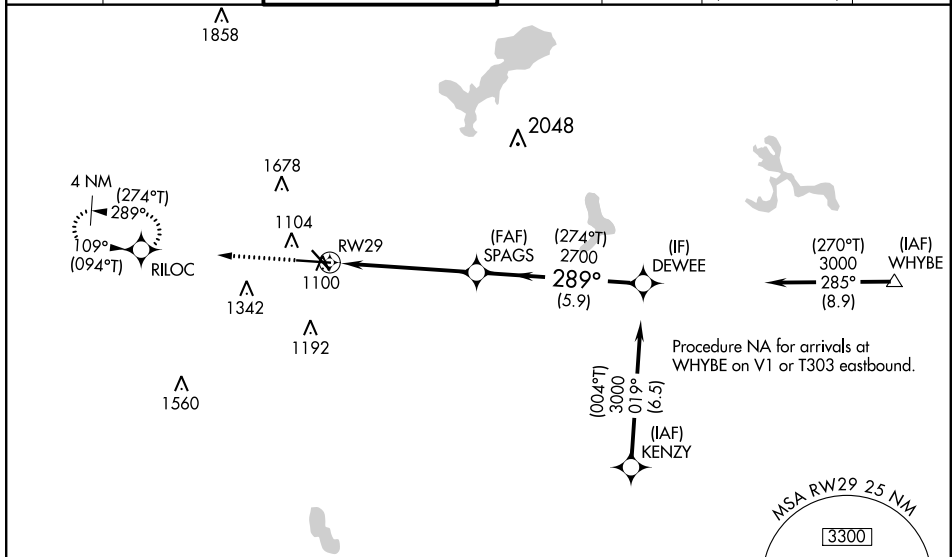 1858
2048
1678
4 NM
(274°T)
289°
109°
(094°T)
RILOC
1104
RW29
1100
1342
1192
1560
(FAF)
SPAGS
(274°T)
2700
289°
(5.9)
(IF)
DEWEE
(270°T)
3000
285°
(8.9)
(IAF)
WHYBE
Procedure NA for arrivals at
WHYBE on V1 or T303 eastbound.
(004°T)
3000
019°
(6.5)
(IAF)
KENZY
MSA RW29 25 NM
3300